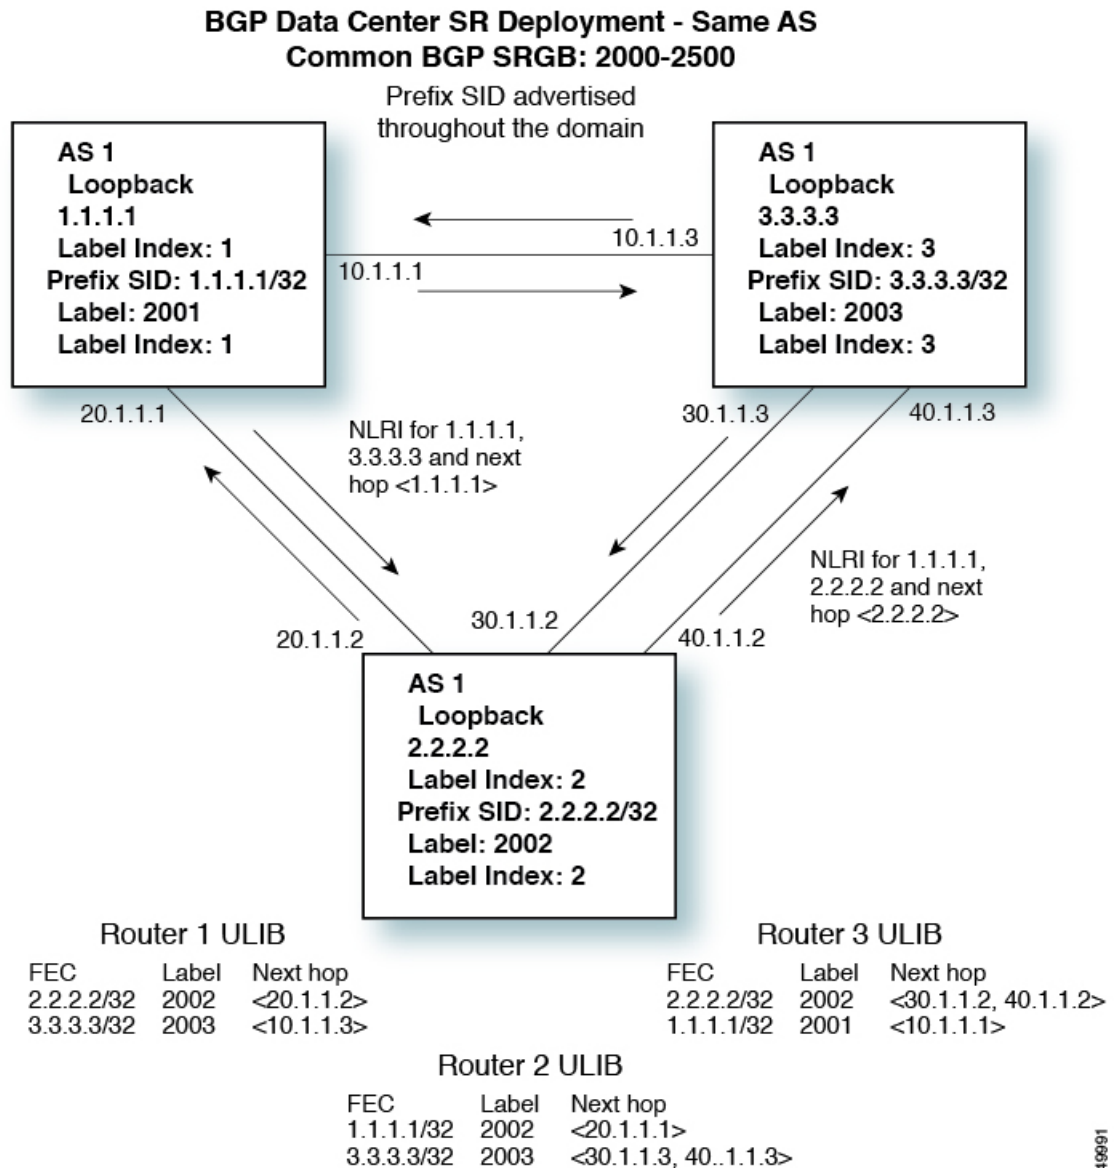 BGP Data Center SR Deployment - Same AS
Common BGP SRGB: 2000-2500
Prefix SID advertised
throughout the domain
AS 1
Loopback
1.1.1.1
Label Index: 1
Prefix SID: 1.1.1.1/32
Label: 2001
Label Index: 1
AS 1
Loopback
3.3.3.3
Label Index: 3
Prefix SID: 3.3.3.3/32
Label: 2003
Label Index: 3
10.1.1.3
10.1.1.1
20.1.1.1
30.1.1.3
40.1.1.3
NLRI for 1.1.1.1,
3.3.3.3 and next
hop <1.1.1.1>
NLRI for 1.1.1.1,
2.2.2.2 and next
hop <2.2.2.2>
20.1.1.2
30.1.1.2
40.1.1.2
AS 1
Loopback
2.2.2.2
Label Index: 2
Prefix SID: 2.2.2.2/32
Label: 2002
Label Index: 2
Router 1 ULIB
FEC Label Next hop
2.2.2.2/32 2002 <20.1.1.2>
3.3.3.3/32 2003 <10.1.1.3>
Router 3 ULIB
FEC Label Next hop
2.2.2.2/32 2002 <30.1.1.2, 40.1.1.2>
1.1.1.1/32 2001 <10.1.1.1>
Router 2 ULIB
FEC Label Next hop
1.1.1.1/32 2002 <20.1.1.1>
3.3.3.3/32 2003 <30.1.1.3, 40..1.1.3>